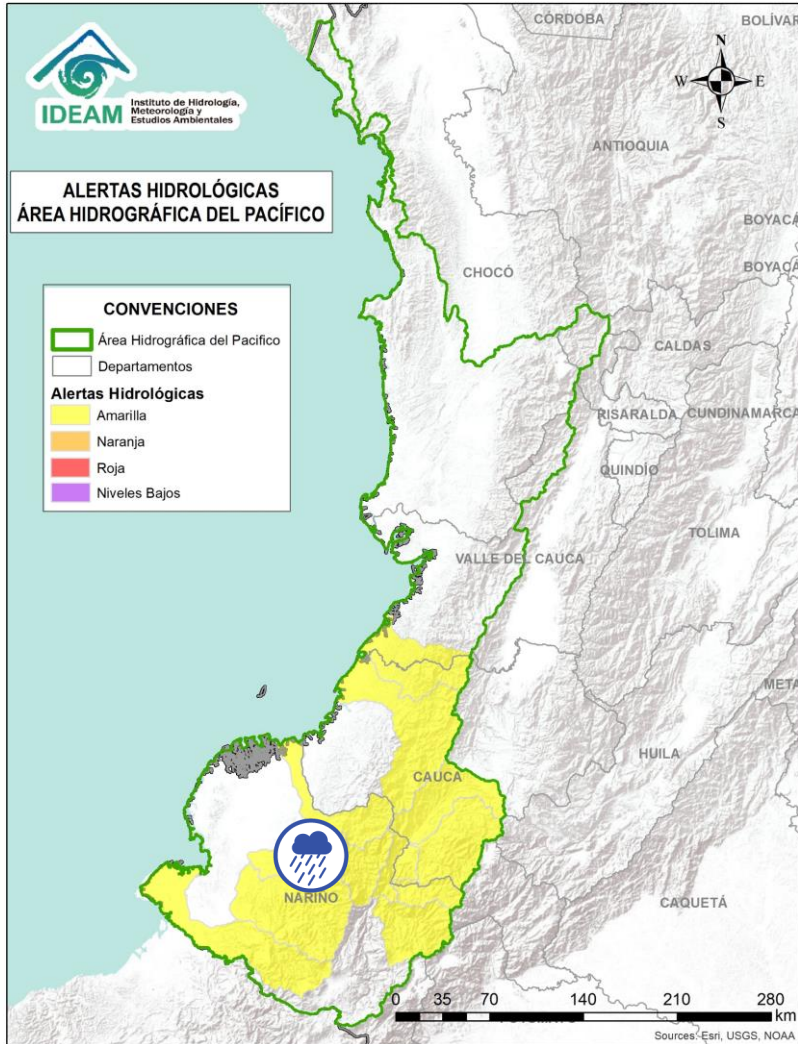 CÓRDOBA
BOLÍVAR
N
W
E
S
IDEAM
Instituto de Hidrología,
Meteorología y
Estudios Ambientales
ANTIOQUIA
ALERTAS HIDROLÓGICAS
ÁREA HIDROGRÁFICA DEL PACÍFICO
BOYACÁ
BOYACÁ
CHOCÓ
CONVENCIONES
Área Hidrográfica del Pacífico
Departamentos
Alertas Hidrológicas
Amarilla
Naranja
Roja
Niveles Bajos
CALDAS
RISARALDA
CUNDINAMARCA
QUINDÍO
TOLIMA
VALLE DEL CAUCA
META
HUILA
CAUCA
NARIÑO
CAQUETÁ
0 35 70 140 210 280
km
Sources: Esri, USGS, NOAA